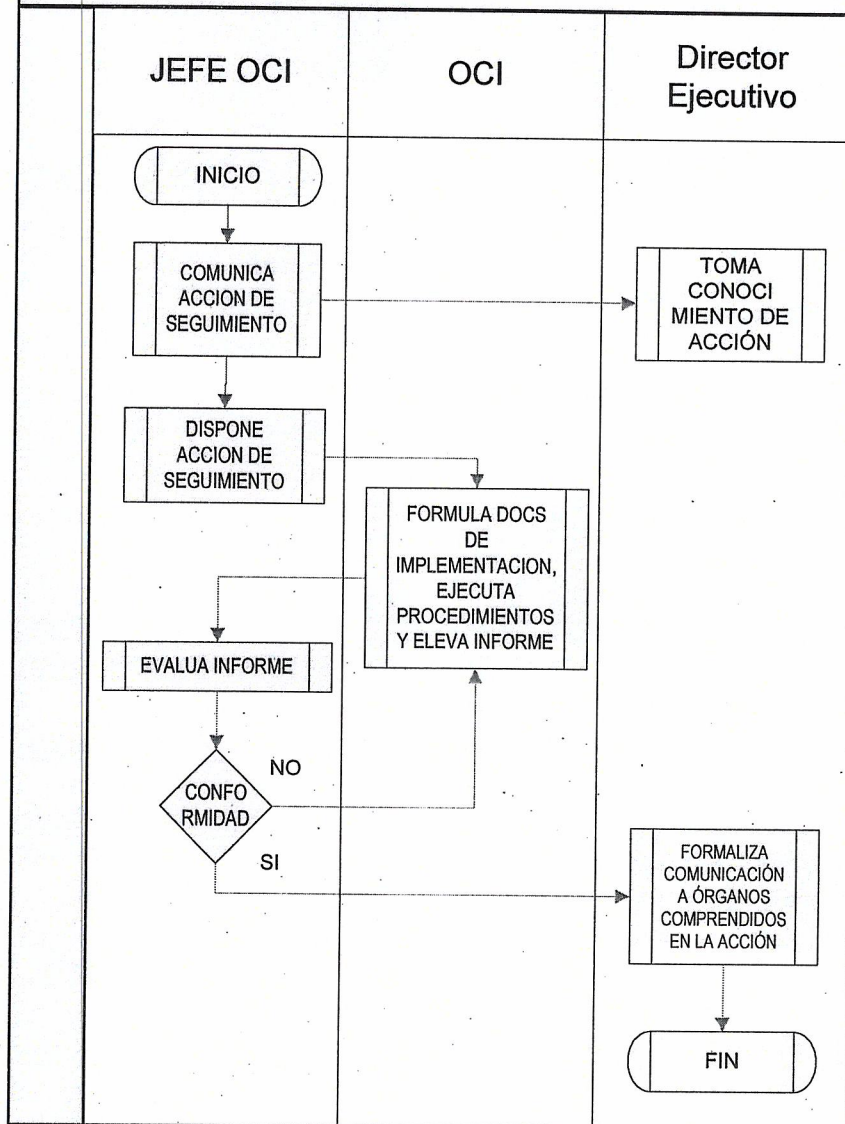 JEFE OCI
OCI
Director
Ejecutivo
INICIO
COMUNICA
ACCION DE
SEGUIMIENTO
TOMA
CONOCI
MIENTO DE
ACCIÓN
DISPONE
ACCION DE
SEGUIMIENTO
FORMULA DOCS
DE
IMPLEMENTACION,
EJECUTA
PROCEDIMIENTOS
Y ELEVA INFORME
EVALUA INFORME
CONFO
RMIDAD
NO
SI
FORMALIZA
COMUNICACIÓN
A ÓRGANOS
COMPRENDIDOS
EN LA ACCIÓN
FIN